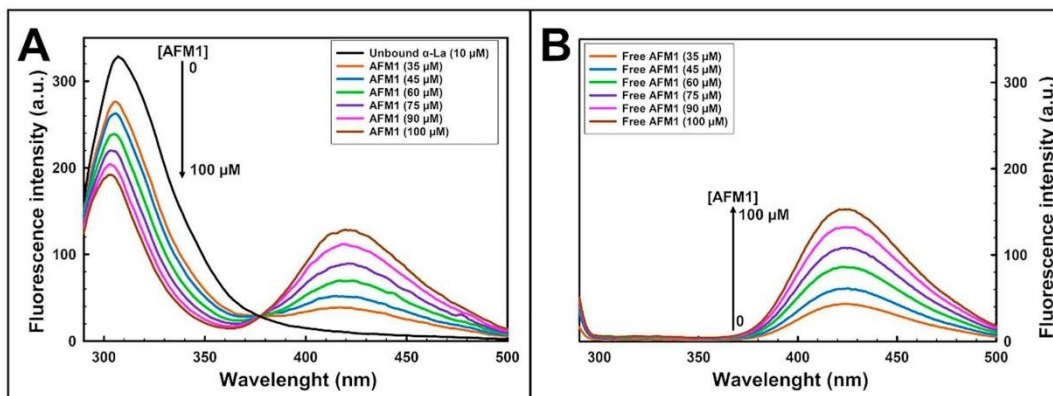 A
[AFM1]
0
100 µM
Unbound α-La (10 µM)
AFM1 (35 µM)
AFM1 (45 µM)
AFM1 (60 µM)
AFM1 (75 µM)
AFM1 (90 µM)
AFM1 (100 µM)
Fluorescence intensity (a.u.)
300
200
100
0
300
350
400
450
500
Wavelenght (nm)
B
Free AFM1 (35 µM)
Free AFM1 (45 µM)
Free AFM1 (60 µM)
Free AFM1 (75 µM)
Free AFM1 (90 µM)
Free AFM1 (100 µM)
[AFM1]
100 µM
0
300
200
100
0
Fluorescence intensity (a.u.)
300
350
400
450
500
Wavelenght (nm)